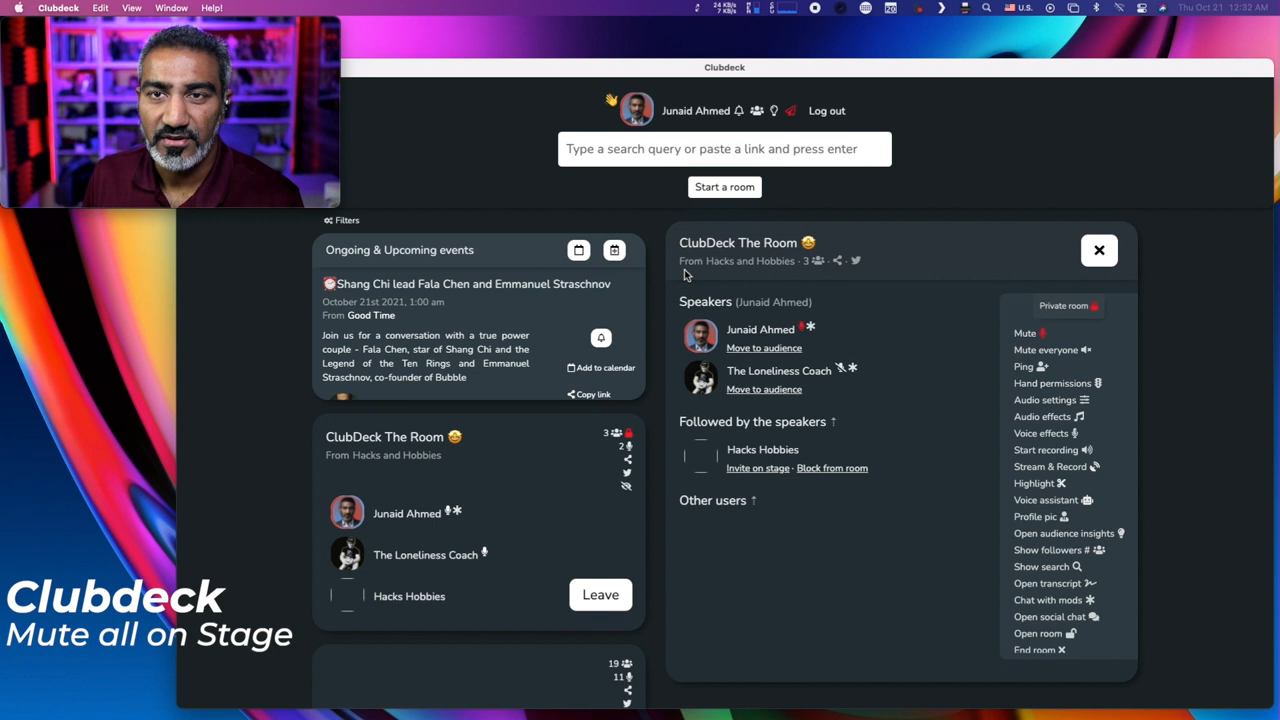 Clubdeck Edit View Window Help!
24 KB/s
7 KB/s
U.S.
Thu Oct 21 12:32 AM
Clubdeck
Junaid Ahmed Log out
Type a search query or paste a link and press enter
Start a room
Filters
Ongoing & Upcoming events
Shang Chi lead Fala Chen and Emmanuel Straschnov
October 21st 2021, 1:00 am
From Good Time
Join us for a conversation with a true power
couple - Fala Chen, star of Shang Chi and the
Legend of the Ten Rings and Emmanuel
Straschnov, co-founder of Bubble
Add to calendar
Copy link
ClubDeck The Room
From Hacks and Hobbies
3
2
Junaid Ahmed
The Loneliness Coach
Hacks Hobbies
Leave
19
11
ClubDeck The Room
From Hacks and Hobbies · 3 · ·
Speakers (Junaid Ahmed)
Junaid Ahmed
Move to audience
The Loneliness Coach
Move to audience
Followed by the speakers ↑
Hacks Hobbies
Invite on stage · Block from room
Other users ↑
Private room
Mute
Mute everyone
Ping
Hand permissions
Audio settings
Audio effects
Voice effects
Start recording
Stream & Record
Highlight
Voice assistant
Profile pic
Open audience insights
Show followers #
Show search
Open transcript
Chat with mods
Open social chat
Open room
End room
Clubdeck
Mute all on Stage